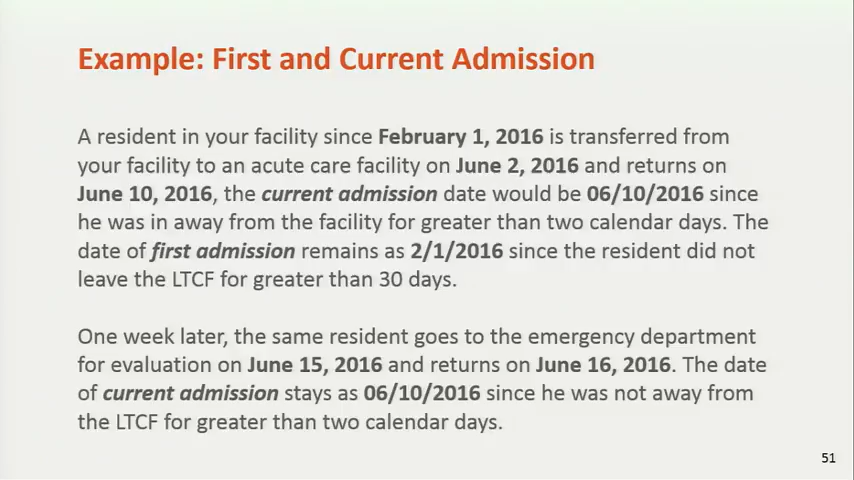 Example: First and Current Admission
A resident in your facility since February 1, 2016 is transferred from
your facility to an acute care facility on June 2, 2016 and returns on
June 10, 2016, the current admission date would be 06/10/2016 since
he was in away from the facility for greater than two calendar days. The
date of first admission remains as 2/1/2016 since the resident did not
leave the LTCF for greater than 30 days.
One week later, the same resident goes to the emergency department
for evaluation on June 15, 2016 and returns on June 16, 2016. The date
of current admission stays as 06/10/2016 since he was not away from
the LTCF for greater than two calendar days.
51